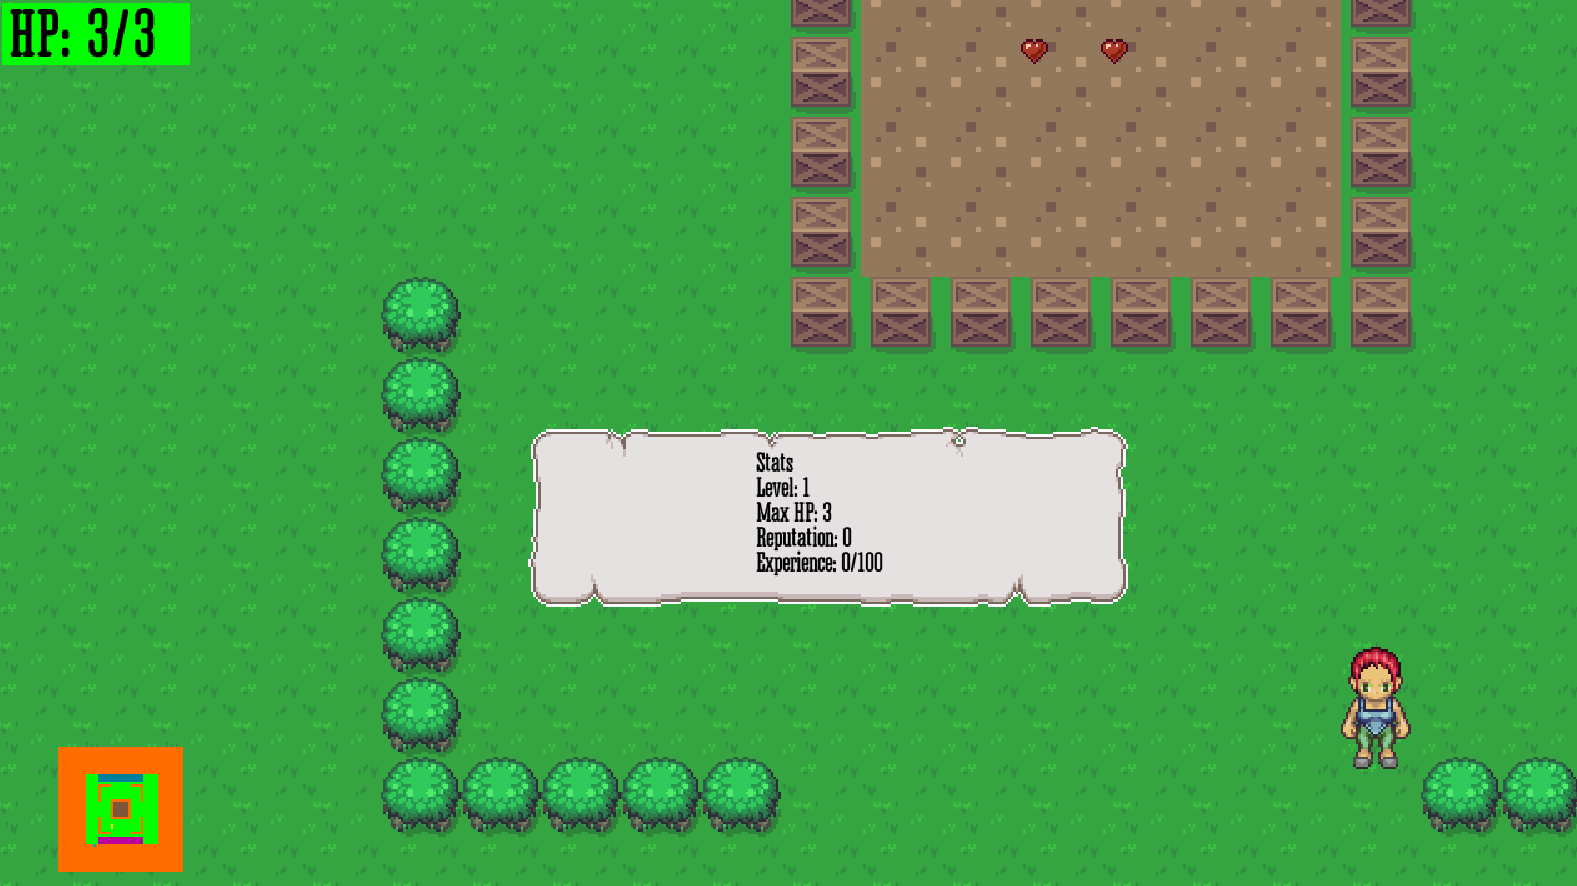 HP: 3/3
Stats
Level: 1
Max HP: 3
Reputation: 0
Experience: 0/100